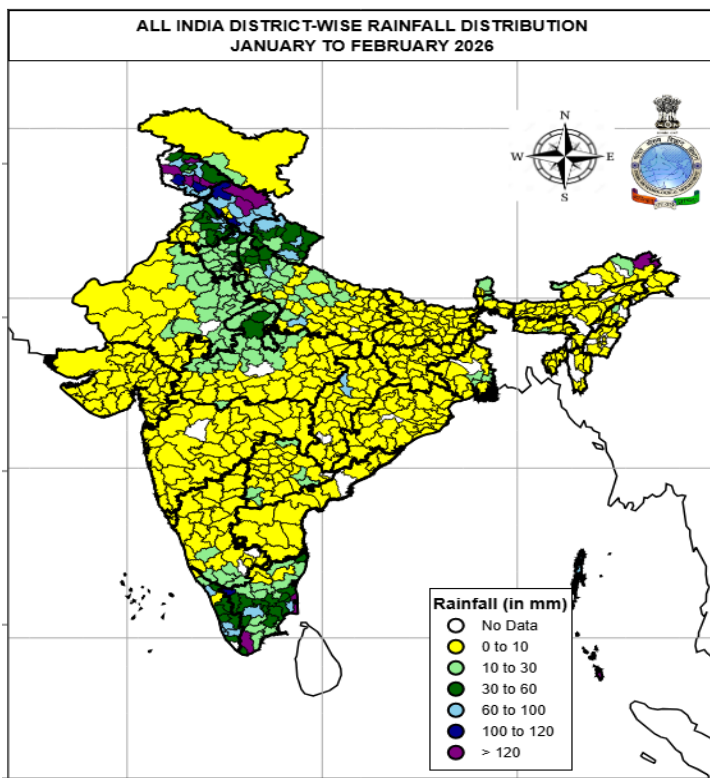 ALL INDIA DISTRICT-WISE RAINFALL DISTRIBUTION
JANUARY TO FEBRUARY 2026
N
W E
S
Rainfall (in mm)
No Data
0 to 10
10 to 30
30 to 60
60 to 100
100 to 120
> 120